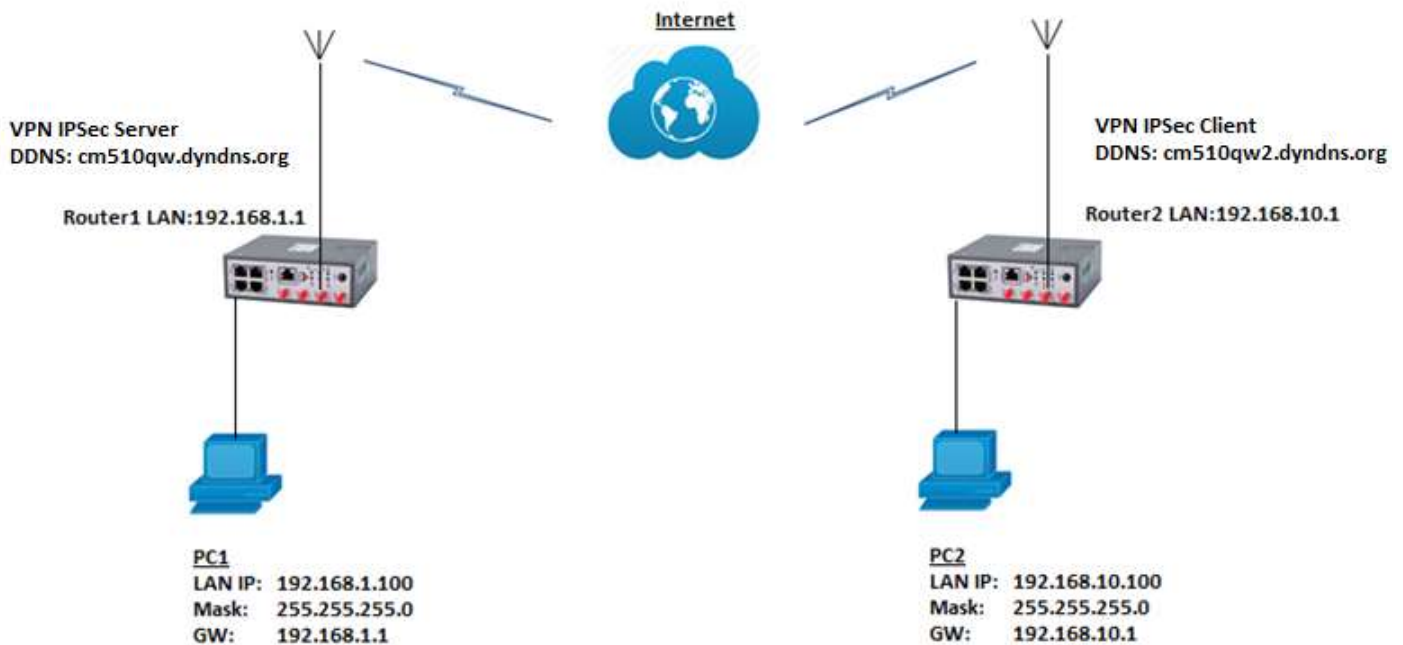 Internet
VPN IPSec Server
DDNS: cm510qw.dyndns.org
Router1 LAN:192.168.1.1
VPN IPSec Client
DDNS: cm510qw2.dyndns.org
Router2 LAN:192.168.10.1
PC1
LAN IP: 192.168.1.100
Mask: 255.255.255.0
GW: 192.168.1.1
PC2
LAN IP: 192.168.10.100
Mask: 255.255.255.0
GW: 192.168.10.1